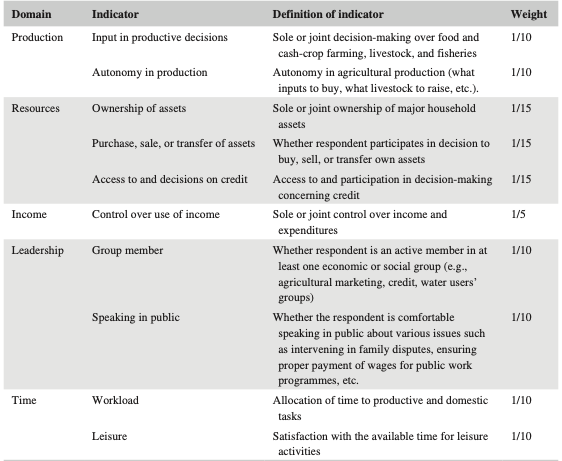 Domain Indicator Definition of indicator Weight
Production Input in productive decisions Sole or joint decision-making over food and 1/10
cash-crop farming, livestock, and fisheries
Autonomy in production Autonomy in agricultural production (what 1/10
inputs to buy, what livestock to raise, etc.).
Resources Ownership of assets Sole or joint ownership of major household 1/15
assets
Purchase, sale, or transfer of assets Whether respondent participates in decision to 1/15
buy, sell, or transfer own assets
Access to and decisions on credit Access to and participation in decision-making 1/15
concerning credit
Income Control over use of income Sole or joint control over income and 1/5
expenditures
Leadership Group member Whether respondent is an active member in at 1/10
least one economic or social group (e.g.,
agricultural marketing, credit, water users'
groups)
Speaking in public Whether the respondent is comfortable 1/10
speaking in public about various issues such
as intervening in family disputes, ensuring
proper payment of wages for public work
programmes, etc.
Time Workload Allocation of time to productive and domestic 1/10
tasks
Leisure Satisfaction with the available time for leisure 1/10
activities